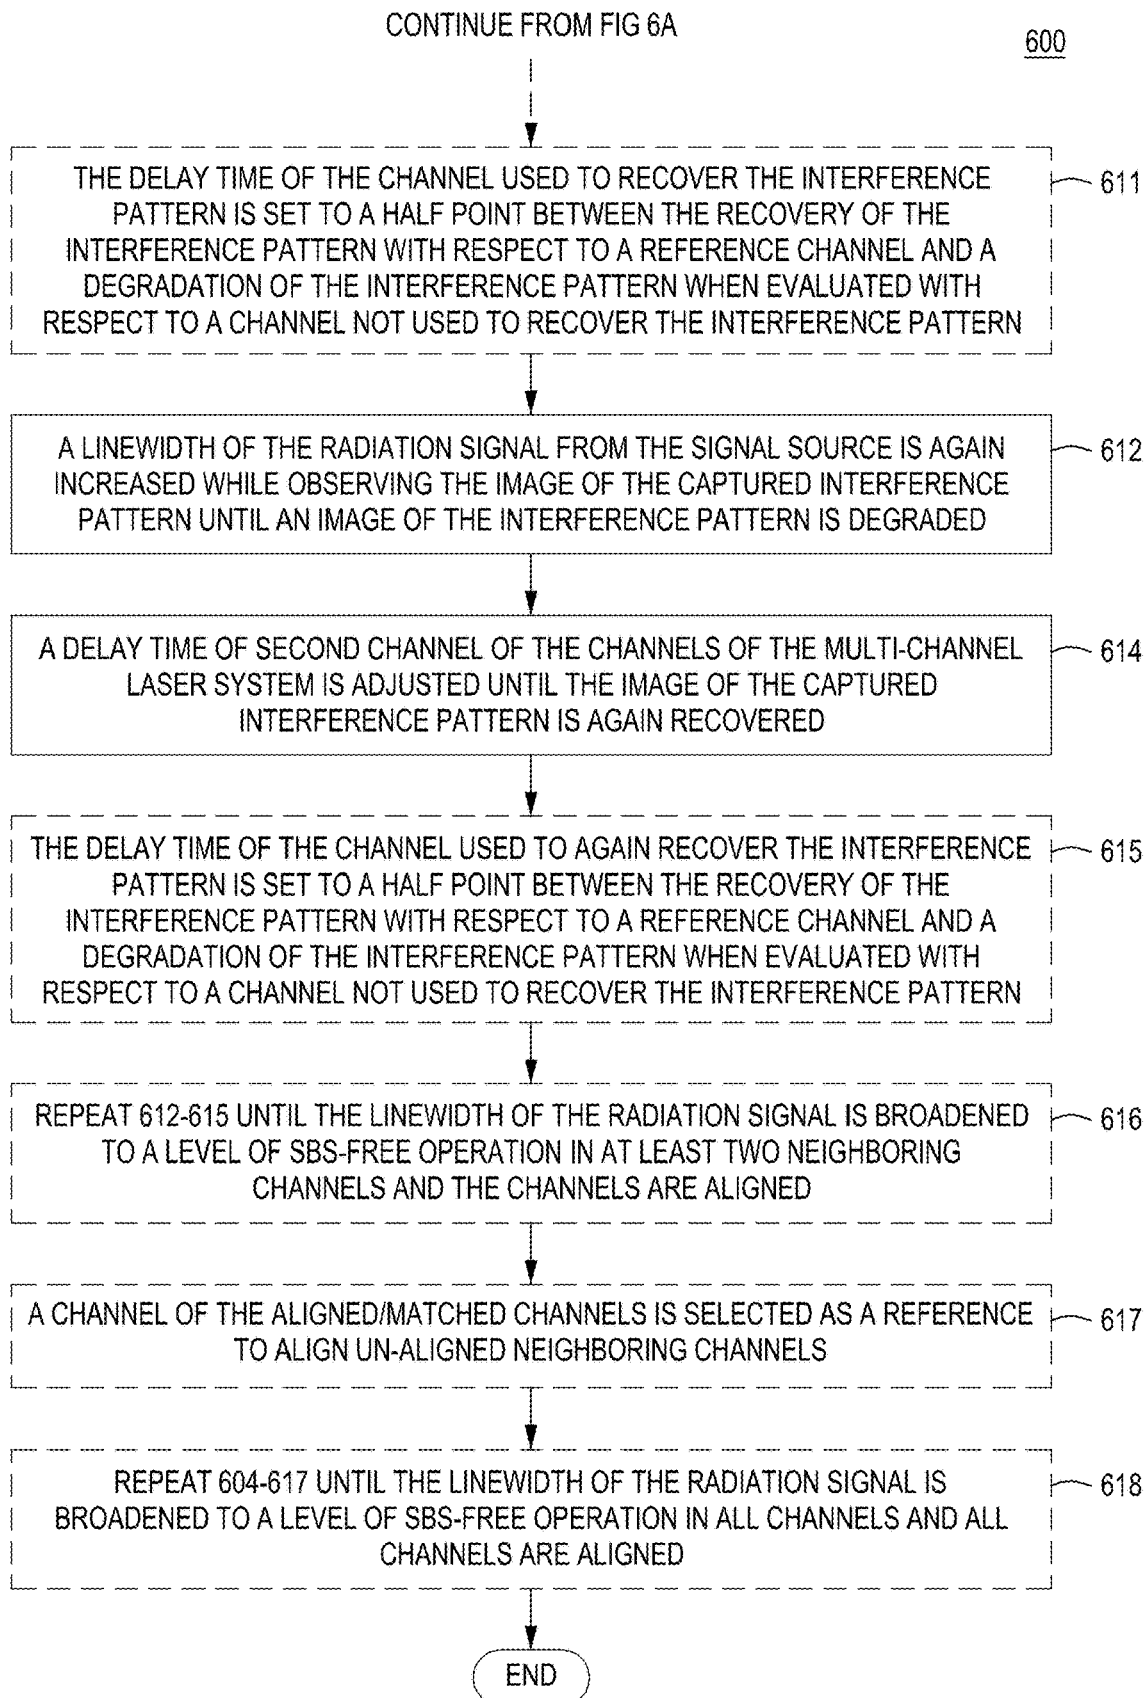 CONTINUE FROM FIG 6A
600
THE DELAY TIME OF THE CHANNEL USED TO RECOVER THE INTERFERENCE
PATTERN IS SET TO A HALF POINT BETWEEN THE RECOVERY OF THE
INTERFERENCE PATTERN WITH RESPECT TO A REFERENCE CHANNEL AND A
DEGRADATION OF THE INTERFERENCE PATTERN WHEN EVALUATED WITH
RESPECT TO A CHANNEL NOT USED TO RECOVER THE INTERFERENCE PATTERN
611
A LINEWIDTH OF THE RADIATION SIGNAL FROM THE SIGNAL SOURCE IS AGAIN
INCREASED WHILE OBSERVING THE IMAGE OF THE CAPTURED INTERFERENCE
PATTERN UNTIL AN IMAGE OF THE INTERFERENCE PATTERN IS DEGRADED
612
A DELAY TIME OF SECOND CHANNEL OF THE CHANNELS OF THE MULTI-CHANNEL
LASER SYSTEM IS ADJUSTED UNTIL THE IMAGE OF THE CAPTURED
INTERFERENCE PATTERN IS AGAIN RECOVERED
614
THE DELAY TIME OF THE CHANNEL USED TO AGAIN RECOVER THE INTERFERENCE
PATTERN IS SET TO A HALF POINT BETWEEN THE RECOVERY OF THE
INTERFERENCE PATTERN WITH RESPECT TO A REFERENCE CHANNEL AND A
DEGRADATION OF THE INTERFERENCE PATTERN WHEN EVALUATED WITH
RESPECT TO A CHANNEL NOT USED TO RECOVER THE INTERFERENCE PATTERN
615
REPEAT 612-615 UNTIL THE LINEWIDTH OF THE RADIATION SIGNAL IS BROADENED
TO A LEVEL OF SBS-FREE OPERATION IN AT LEAST TWO NEIGHBORING
CHANNELS AND THE CHANNELS ARE ALIGNED
616
A CHANNEL OF THE ALIGNED/MATCHED CHANNELS IS SELECTED AS A REFERENCE
TO ALIGN UN-ALIGNED NEIGHBORING CHANNELS
617
REPEAT 604-617 UNTIL THE LINEWIDTH OF THE RADIATION SIGNAL IS
BROADENED TO A LEVEL OF SBS-FREE OPERATION IN ALL CHANNELS AND ALL
CHANNELS ARE ALIGNED
618
END